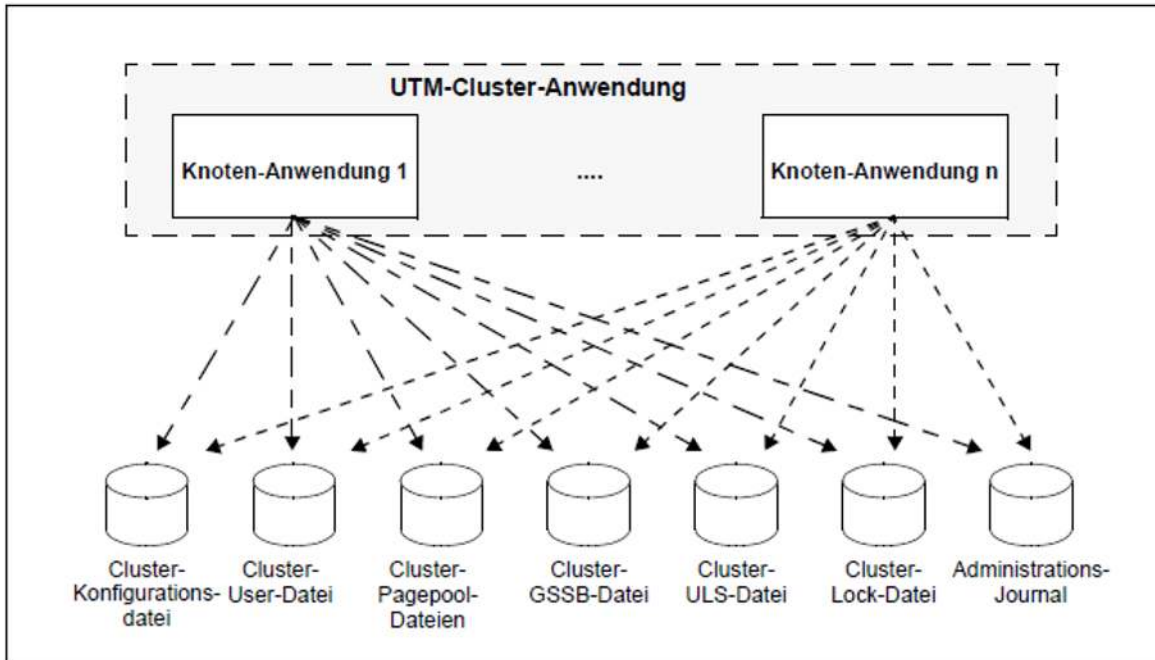 UTM-Cluster-Anwendung
Knoten-Anwendung 1
....
Knoten-Anwendung n
Cluster-
Konfigurations-
datei
Cluster-
User-Datei
Cluster-
Pagepool-
Dateien
Cluster-
GSSB-Datei
Cluster-
ULS-Datei
Cluster-
Lock-Datei
Administrations-
Journal